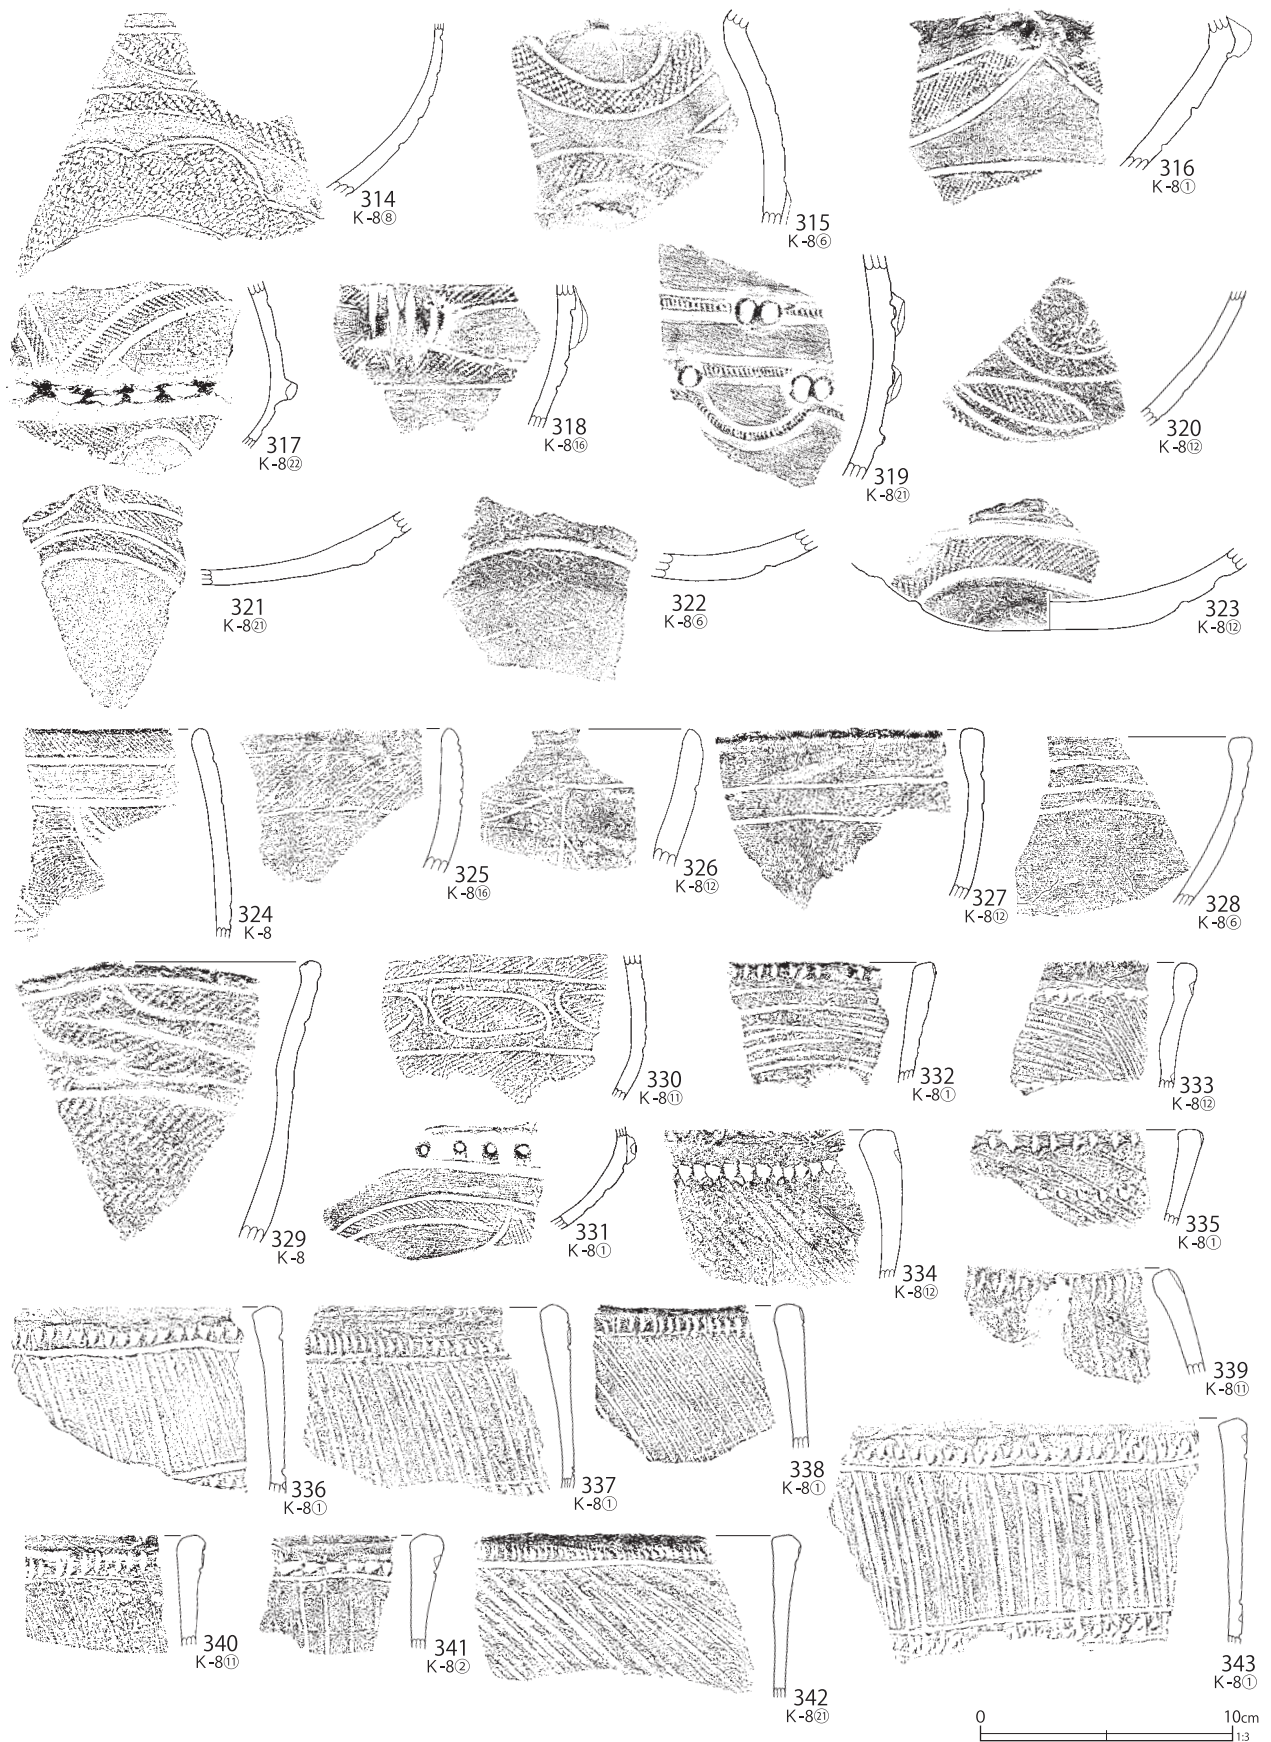 314
K-8⑧
315
K-8⑥
316
K-8①
317
K-8㉒
318
K-8⑯
319
K-8㉑
320
K-8⑫
321
K-8㉑
322
K-8⑥
323
K-8⑫
324
K-8
325
K-8⑯
326
K-8⑫
327
K-8⑫
328
K-8⑥
329
K-8
330
K-8⑪
331
K-8①
332
K-8①
333
K-8⑫
334
K-8⑫
335
K-8①
336
K-8①
337
K-8①
338
K-8①
339
K-8⑪
340
K-8⑪
341
K-8②
342
K-8㉑
343
K-8①
0 10cm
1:3